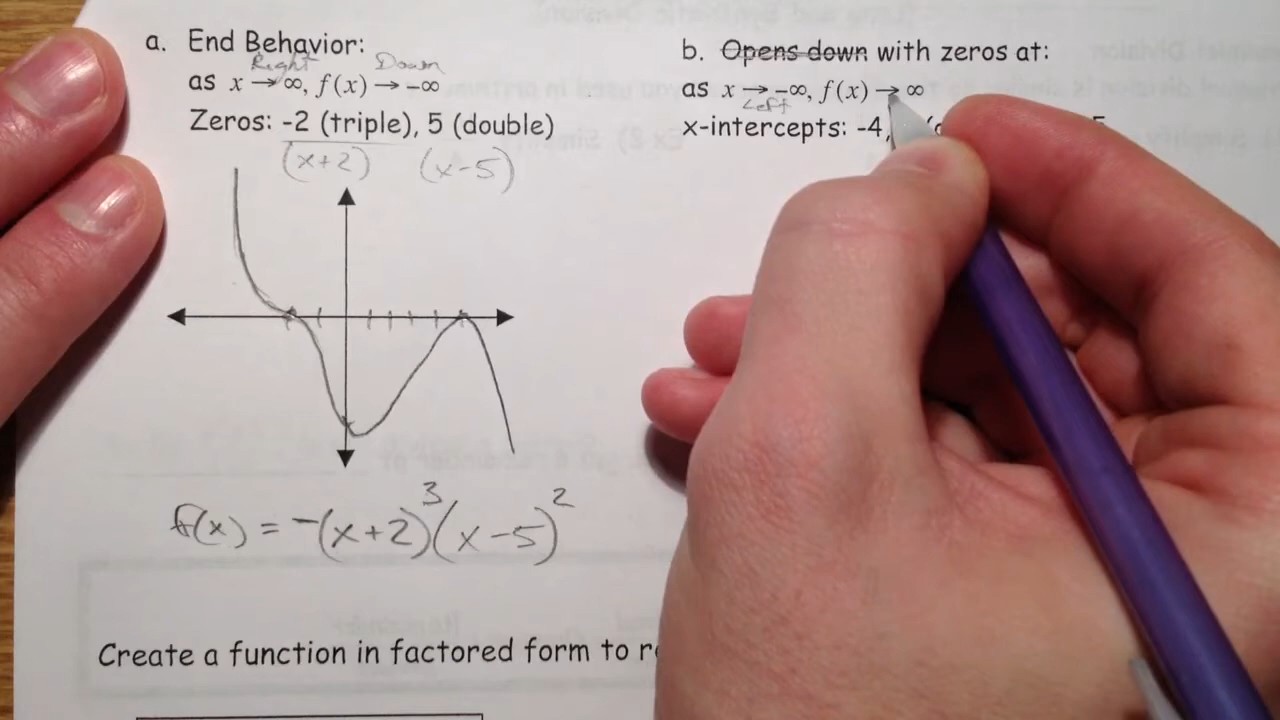 a. End Behavior:
Right Down
as x → ∞, f(x) → -∞
Zeros: -2 (triple), 5 (double)
(x+2) (x-5)
f(x) = -(x+2)³(x-5)²
b. Opens down with zeros at:
as x → -∞, f(x) → ∞
Left
x-intercepts: -4,
Create a function in factored form to